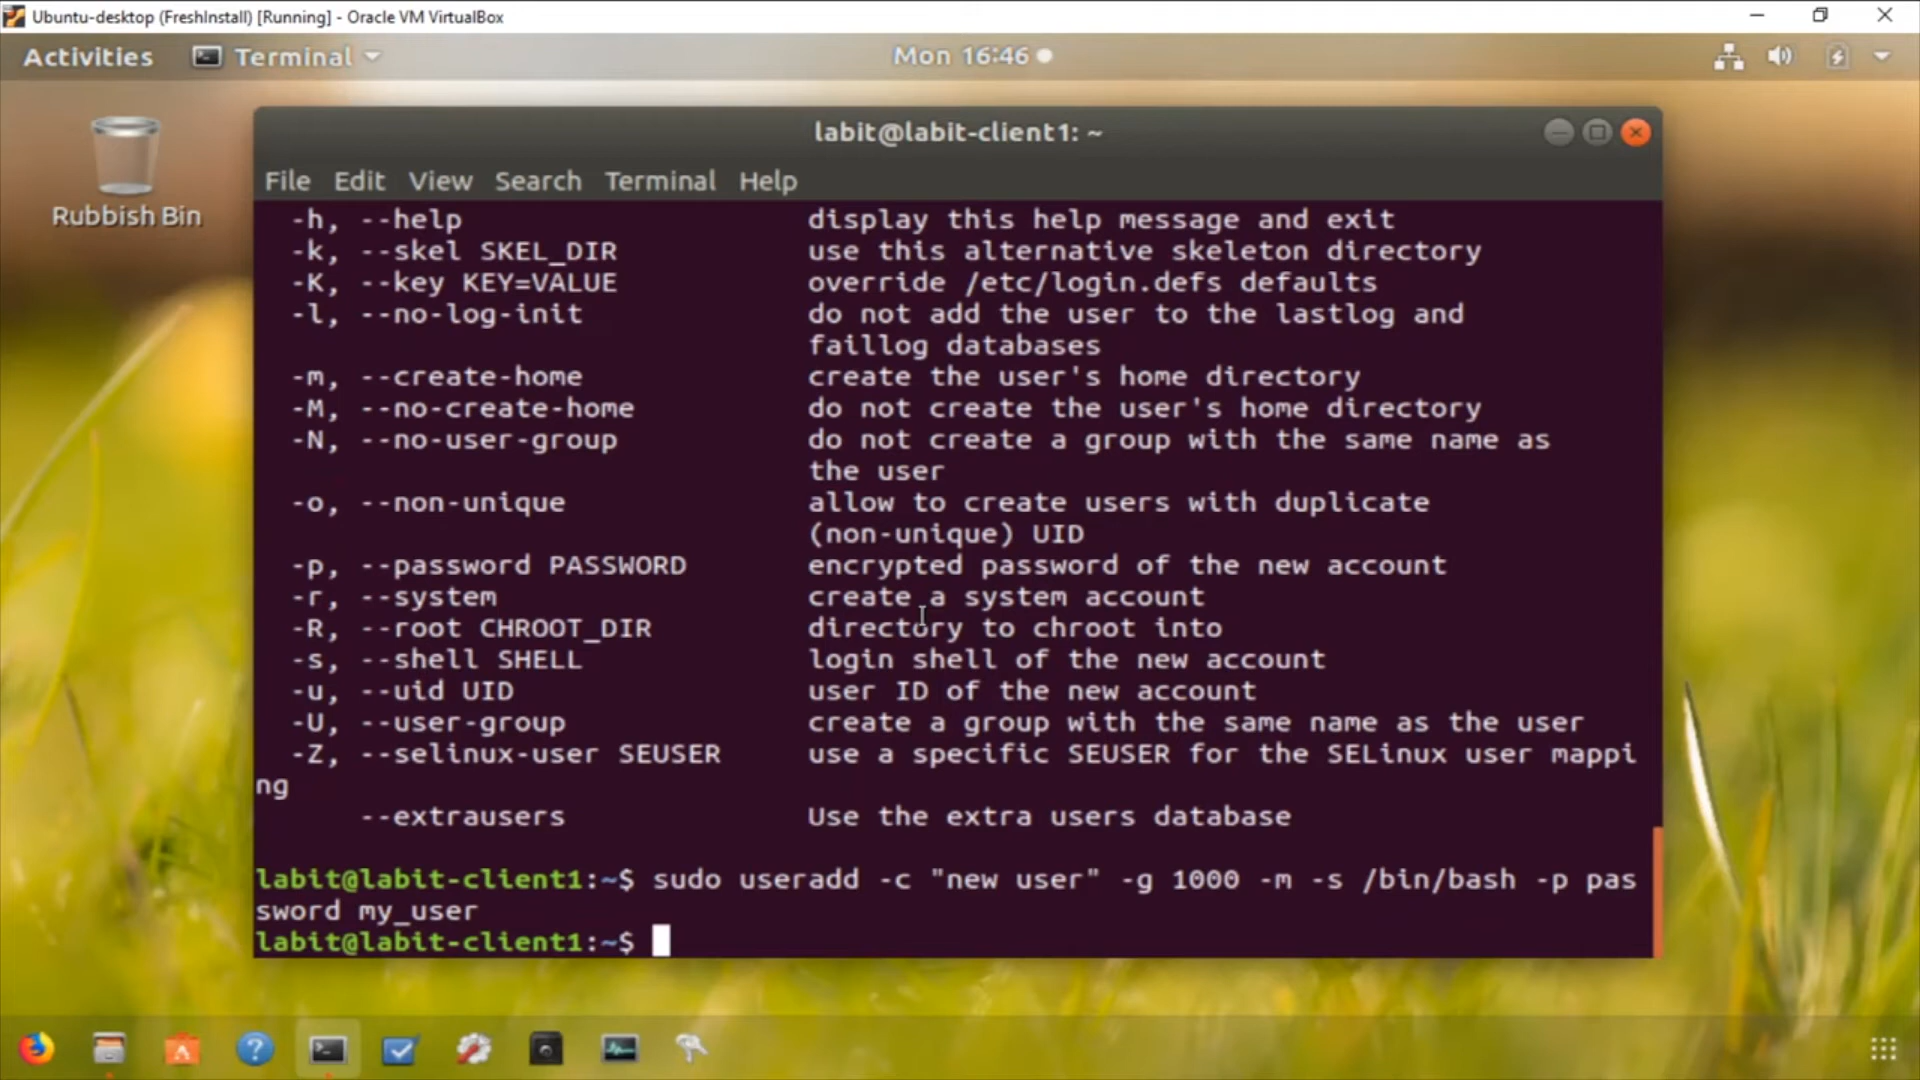 Ubuntu-desktop (FreshInstall) [Running] - Oracle VM VirtualBox
Activities Terminal Mon 16:46
Rubbish Bin
labit@labit-client1: ~
File Edit View Search Terminal Help
-h, --help display this help message and exit
-k, --skel SKEL_DIR use this alternative skeleton directory
-K, --key KEY=VALUE override /etc/login.defs defaults
-l, --no-log-init do not add the user to the lastlog and
faillog databases
-m, --create-home create the user's home directory
-M, --no-create-home do not create the user's home directory
-N, --no-user-group do not create a group with the same name as
the user
-o, --non-unique allow to create users with duplicate
(non-unique) UID
-p, --password PASSWORD encrypted password of the new account
-r, --system create a system account
-R, --root CHROOT_DIR directory to chroot into
-s, --shell SHELL login shell of the new account
-u, --uid UID user ID of the new account
-U, --user-group create a group with the same name as the user
-Z, --selinux-user SEUSER use a specific SEUSER for the SELinux user mappi
ng
--extrausers Use the extra users database
labit@labit-client1:~$ sudo useradd -c "new user" -g 1000 -m -s /bin/bash -p pas
sword my_user
labit@labit-client1:~$